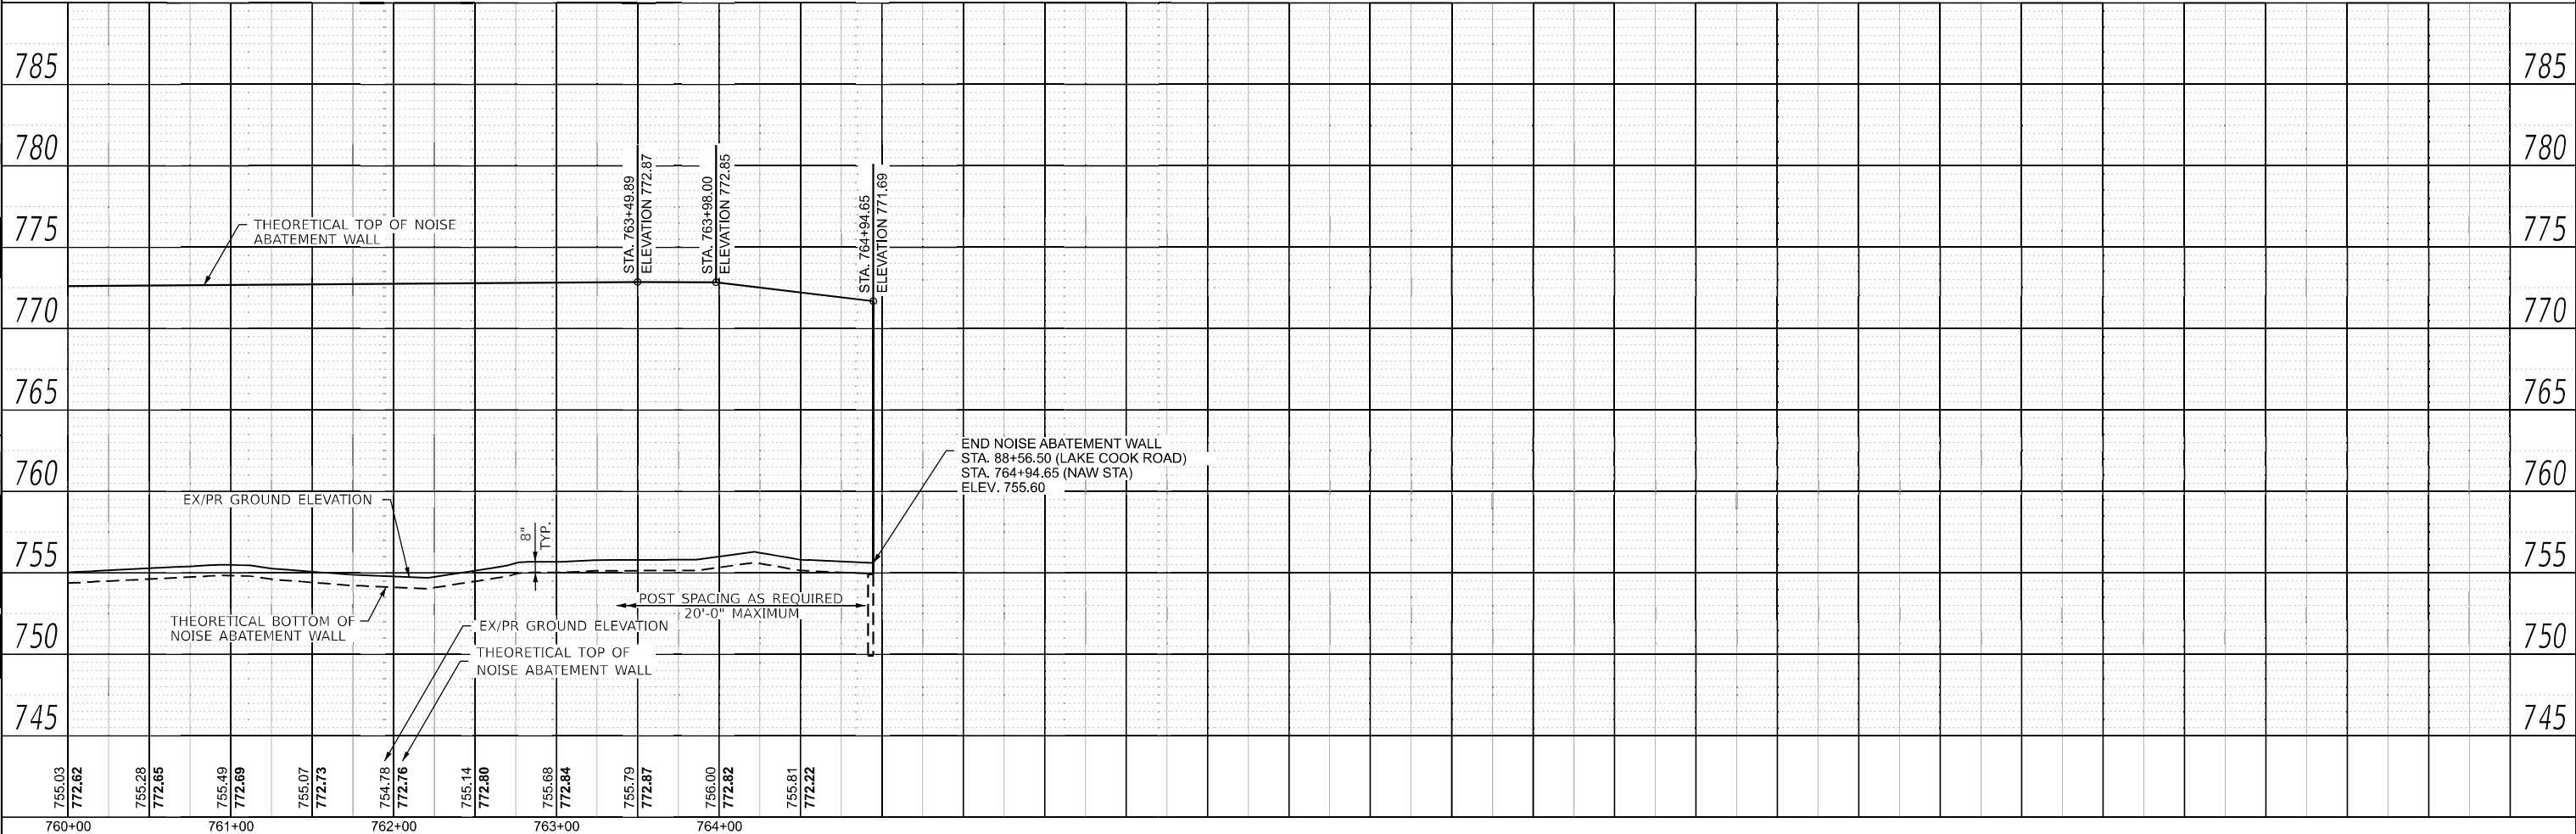 785
785
780
780
STA. 763+49.89
ELEVATION 772.87
STA. 763+98.00
ELEVATION 772.85
STA. 764+94.65
ELEVATION 771.69
775
775
THEORETICAL TOP OF NOISE
ABATEMENT WALL
770
770
765
765
END NOISE ABATEMENT WALL
STA. 88+56.50 (LAKE COOK ROAD)
STA. 764+94.65 (NAW STA)
ELEV. 755.60
760
760
EX/PR GROUND ELEVATION
8"
TYP.
755
755
POST SPACING AS REQUIRED
20'-0" MAXIMUM
THEORETICAL BOTTOM OF
NOISE ABATEMENT WALL
750
750
EX/PR GROUND ELEVATION
THEORETICAL TOP OF
NOISE ABATEMENT WALL
745
745
755.03
772.62
755.28
772.65
755.49
772.69
755.07
772.73
754.78
772.76
755.14
772.80
755.68
772.84
755.79
772.87
756.00
772.82
755.81
772.22
760+00
761+00
762+00
763+00
764+00